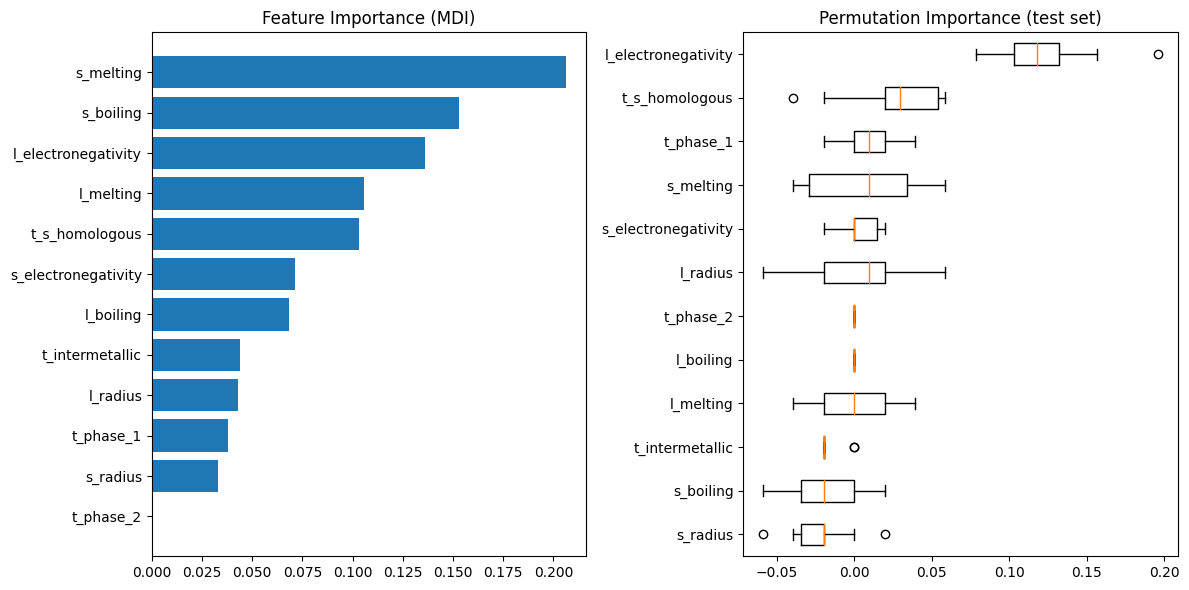 Feature Importance (MDI)
s_melting
s_boiling
l_electronegativity
l_melting
t_s_homologous
s_electronegativity
l_boiling
t_intermetallic
l_radius
t_phase_1
s_radius
t_phase_2
0.000 0.025 0.050 0.075 0.100 0.125 0.150 0.175 0.200
Permutation Importance (test set)
l_electronegativity
t_s_homologous
t_phase_1
s_melting
s_electronegativity
l_radius
t_phase_2
l_boiling
l_melting
t_intermetallic
s_boiling
s_radius
−0.05 0.00 0.05 0.10 0.15 0.20